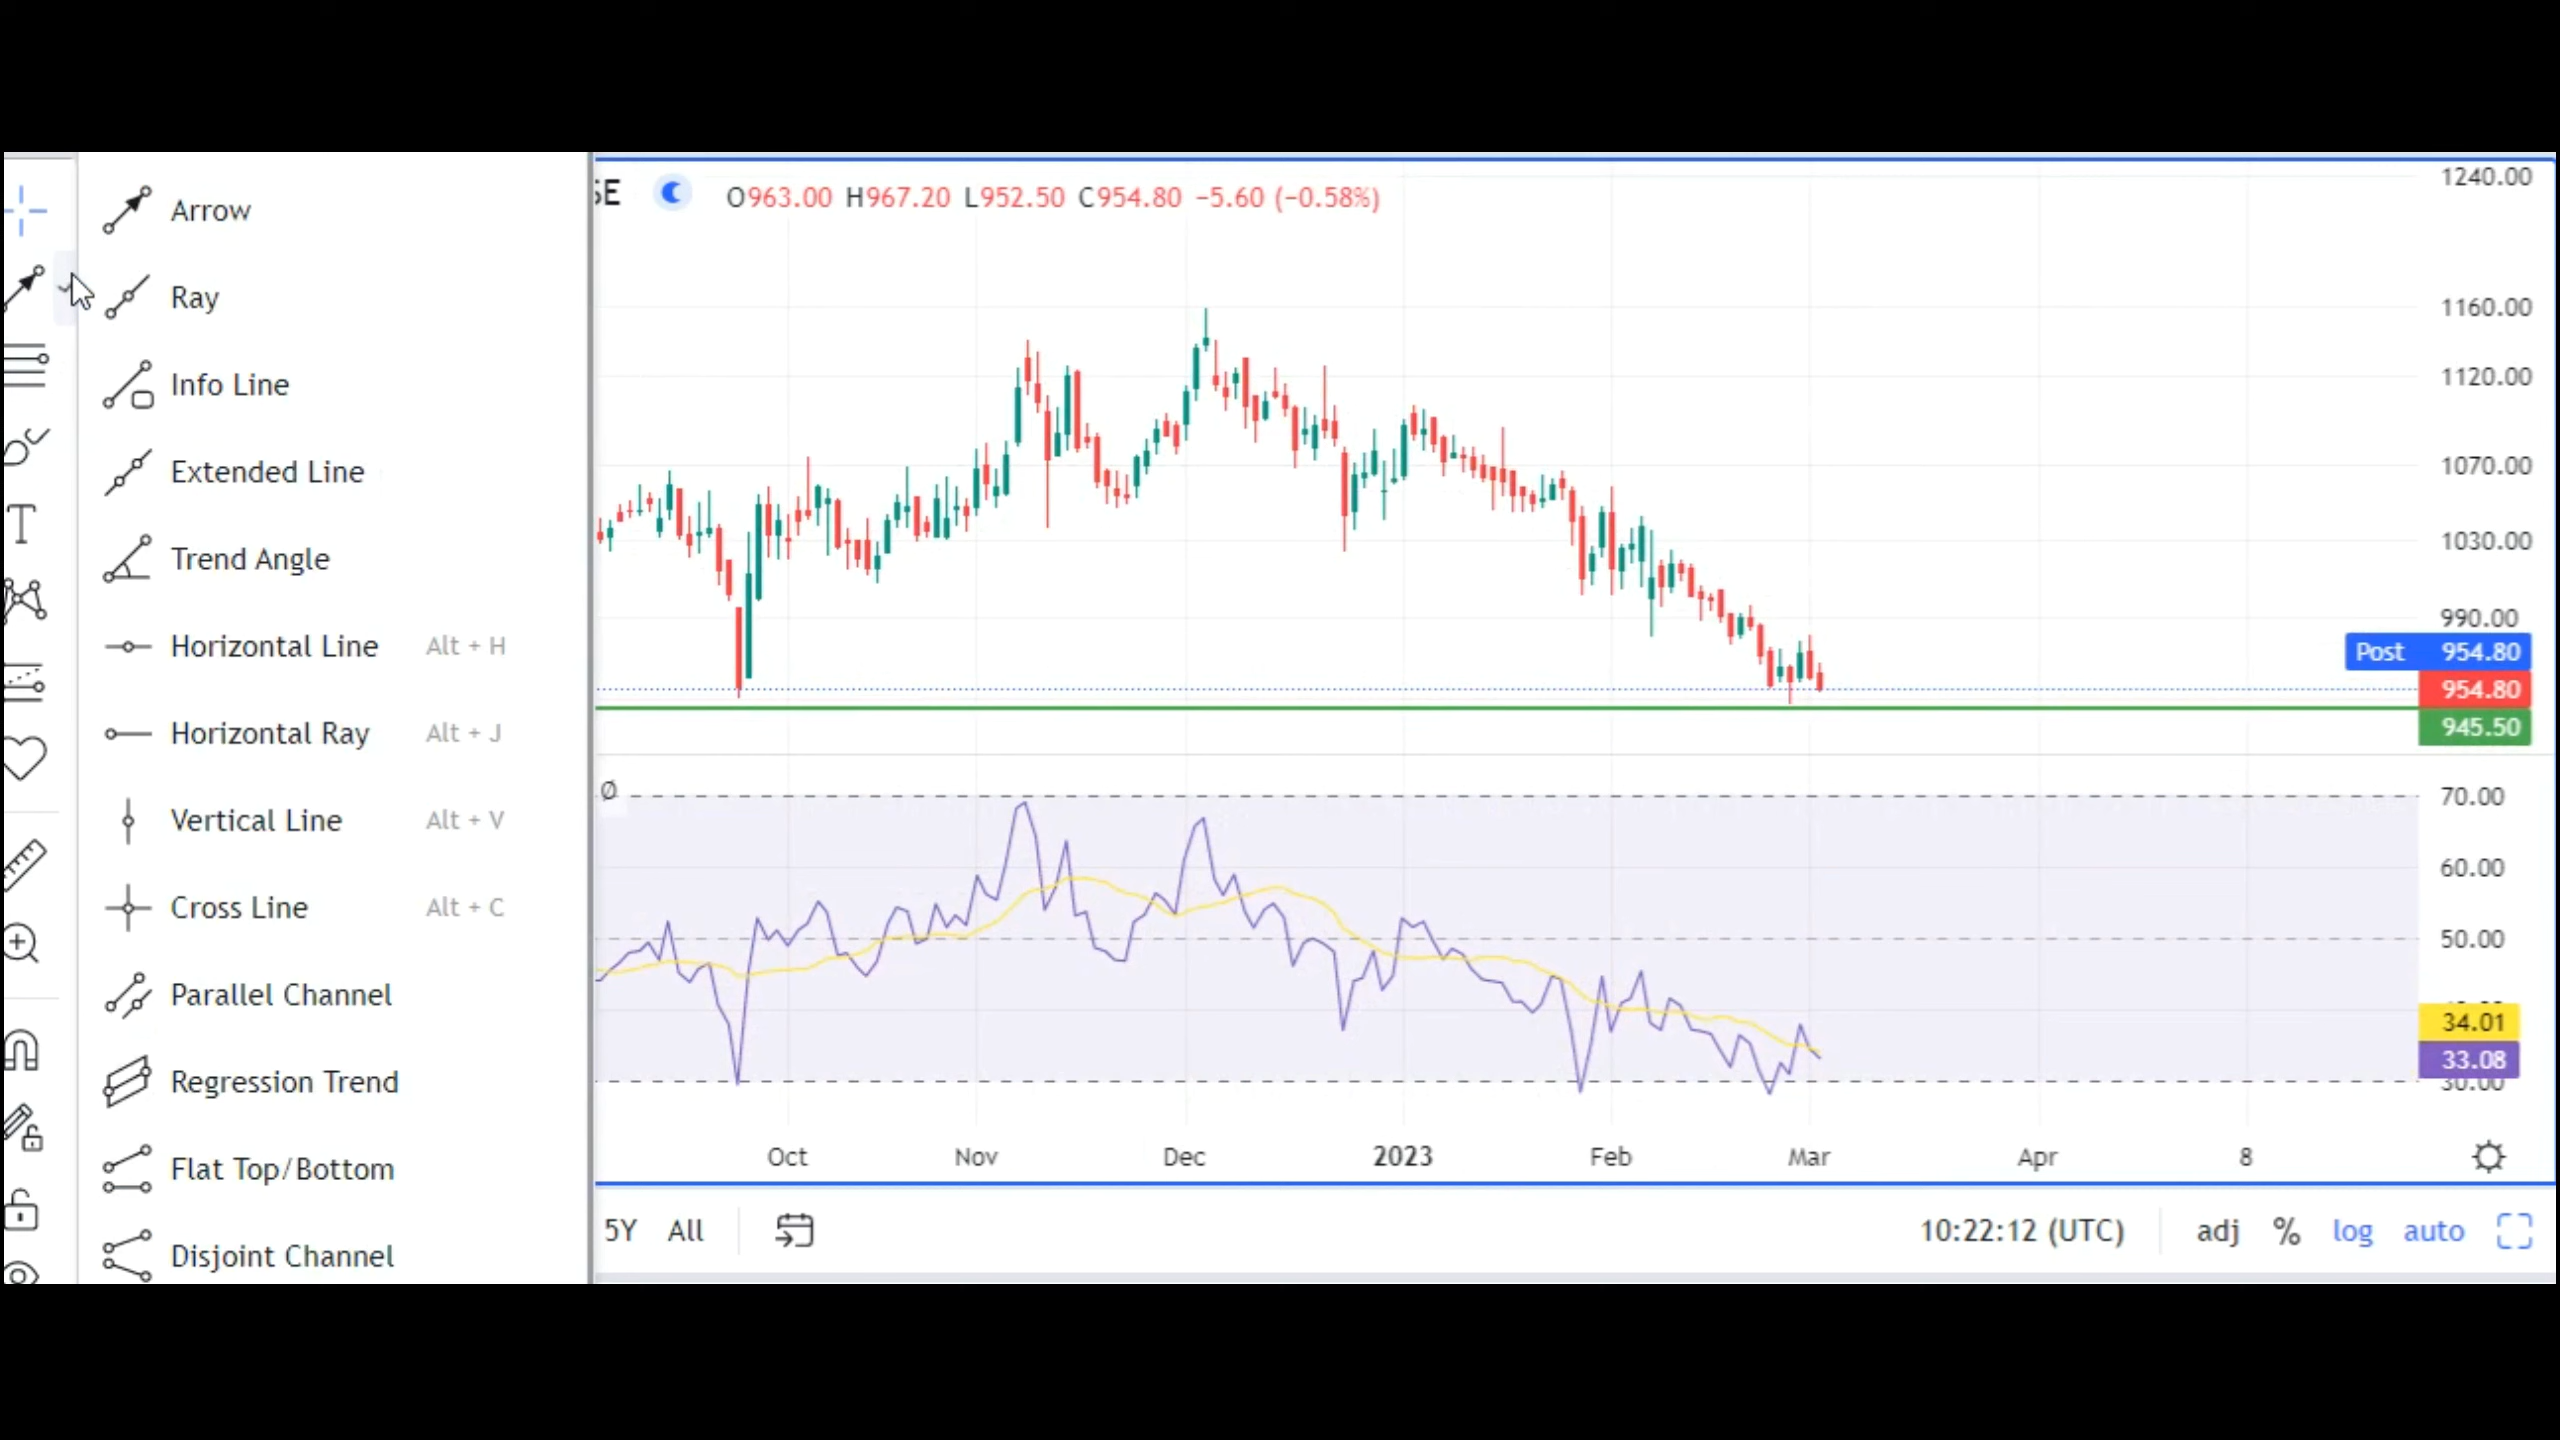 Arrow
Ray
Info Line
Extended Line
Trend Angle
Horizontal Line Alt + H
Horizontal Ray Alt + J
Vertical Line Alt + V
Cross Line Alt + C
Parallel Channel
Regression Trend
Flat Top/Bottom
Disjoint Channel
SE O963.00 H967.20 L952.50 C954.80 −5.60 (−0.58%)
1240.00
1160.00
1120.00
1070.00
1030.00
990.00
Post 954.80
954.80
945.50
Ø
70.00
60.00
50.00
34.01
33.08
30.00
Oct Nov Dec 2023 Feb Mar Apr 8
5Y All 10:22:12 (UTC) adj % log auto